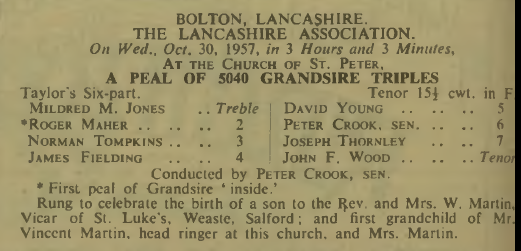 BOLTON, LANCASHIRE.
THE LANCASHIRE ASSOCIATION.
On Wed., Oct. 30, 1957, in 3 Hours and 3 Minutes,
AT THE CHURCH OF ST. PETER,
A PEAL OF 5040 GRANDSIRE TRIPLES
Taylor's Six-part. Tenor 15½ cwt. in F
MILDRED M. JONES .. Treble DAVID YOUNG .. .. .. 5
*ROGER MAHER .. .. .. 2 PETER CROOK, SEN. .. .. 6
NORMAN TOMPKINS .. .. 3 JOSEPH THORNLEY .. .. 7
JAMES FIELDING .. .. 4 JOHN F. WOOD .. .. .. Tenor
Conducted by PETER CROOK, SEN.
* First peal of Grandsire ' inside.'
Rung to celebrate the birth of a son to the Rev. and Mrs. W. Martin,
Vicar of St. Luke's, Weaste, Salford; and first grandchild of Mr.
Vincent Martin, head ringer at this church, and Mrs. Martin.